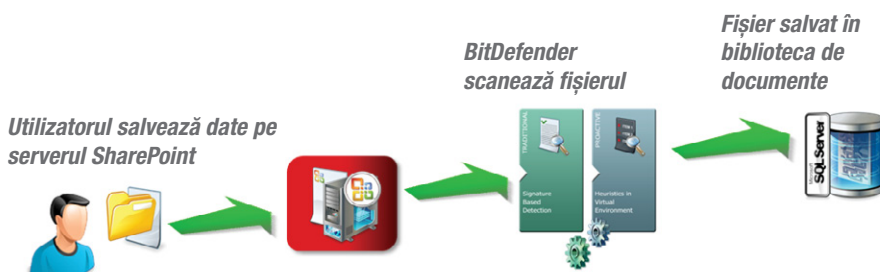 Fișier salvat în
biblioteca de
documente
BitDefender
scanează fișierul
Utilizatorul salvează date pe
serverul SharePoint
TRADITIONAL
Signature
Based
Detection
PROACTIVE
Heuristics in
Virtual
Environment
Microsoft
SQL Server